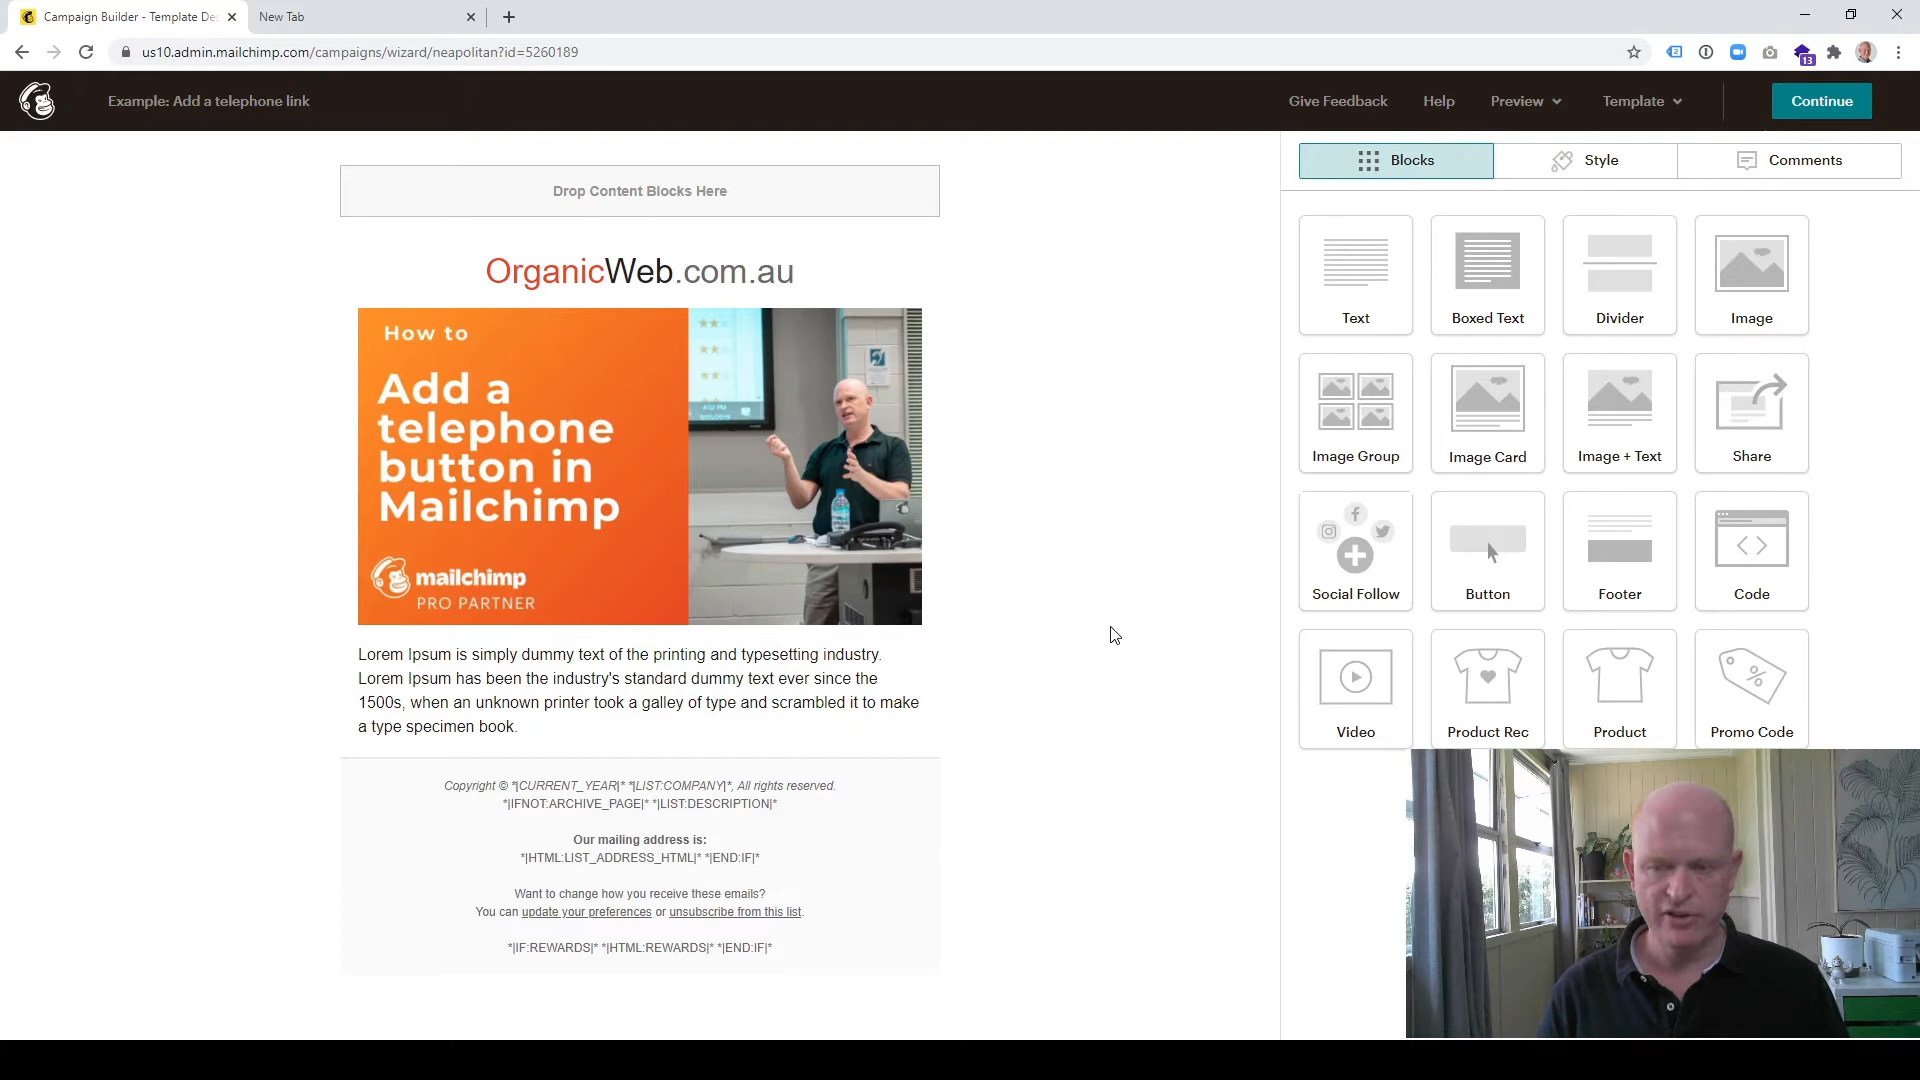 Campaign Builder - Template De
New Tab
us10.admin.mailchimp.com/campaigns/wizard/neapolitan?id=5260189
13
Example: Add a telephone link
Give Feedback
Help
Preview
Template
Continue
Blocks
Style
Comments
Drop Content Blocks Here
OrganicWeb.com.au
How to
Add a
telephone
button in
Mailchimp
mailchimp
PRO PARTNER
Lorem Ipsum is simply dummy text of the printing and typesetting industry.
Lorem Ipsum has been the industry's standard dummy text ever since the
1500s, when an unknown printer took a galley of type and scrambled it to make
a type specimen book.
Copyright © *|CURRENT_YEAR|* *|LIST:COMPANY|*, All rights reserved.
*|IFNOT:ARCHIVE_PAGE|* *|LIST:DESCRIPTION|*
Our mailing address is:
*|HTML:LIST_ADDRESS_HTML|* *|END:IF|*
Want to change how you receive these emails?
You can update your preferences or unsubscribe from this list.
*|IF:REWARDS|* *|HTML:REWARDS|* *|END:IF|*
Text
Boxed Text
Divider
Image
Image Group
Image Card
Image + Text
Share
Social Follow
Button
Footer
Code
Video
Product Rec
Product
Promo Code